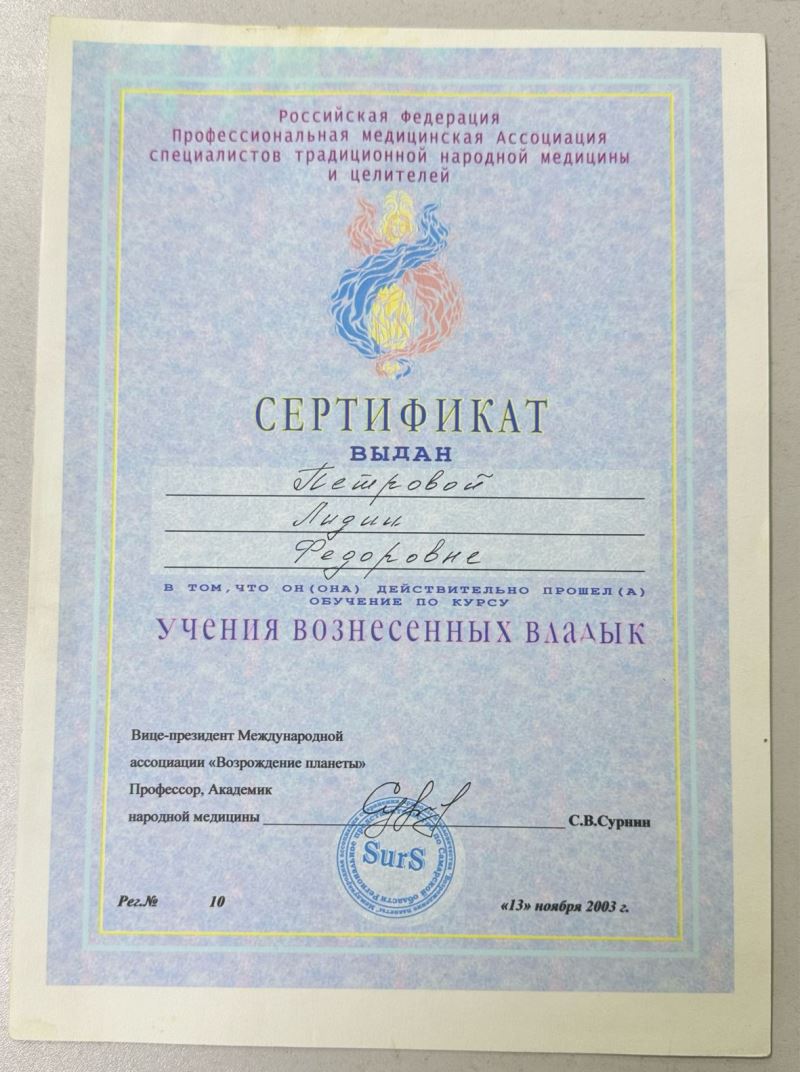 Российская Федерация
Профессиональная медицинская Ассоциация
специалистов традиционной народной медицины
и целителей
СЕРТИФИКАТ
ВЫДАН
Петровой
Лидии
Федоровне
В ТОМ, ЧТО ОН(ОНА) ДЕЙСТВИТЕЛЬНО ПРОШЕЛ(А)
ОБУЧЕНИЕ ПО КУРСУ
УЧЕНИЯ ВОЗНЕСЕННЫХ ВЛАДЫК
Вице-президент Международной
ассоциации «Возрождение планеты»
Профессор, Академик
народной медицины С.В.Сурнин
SurS
Рег.№ 10 «13» ноября 2003 г.